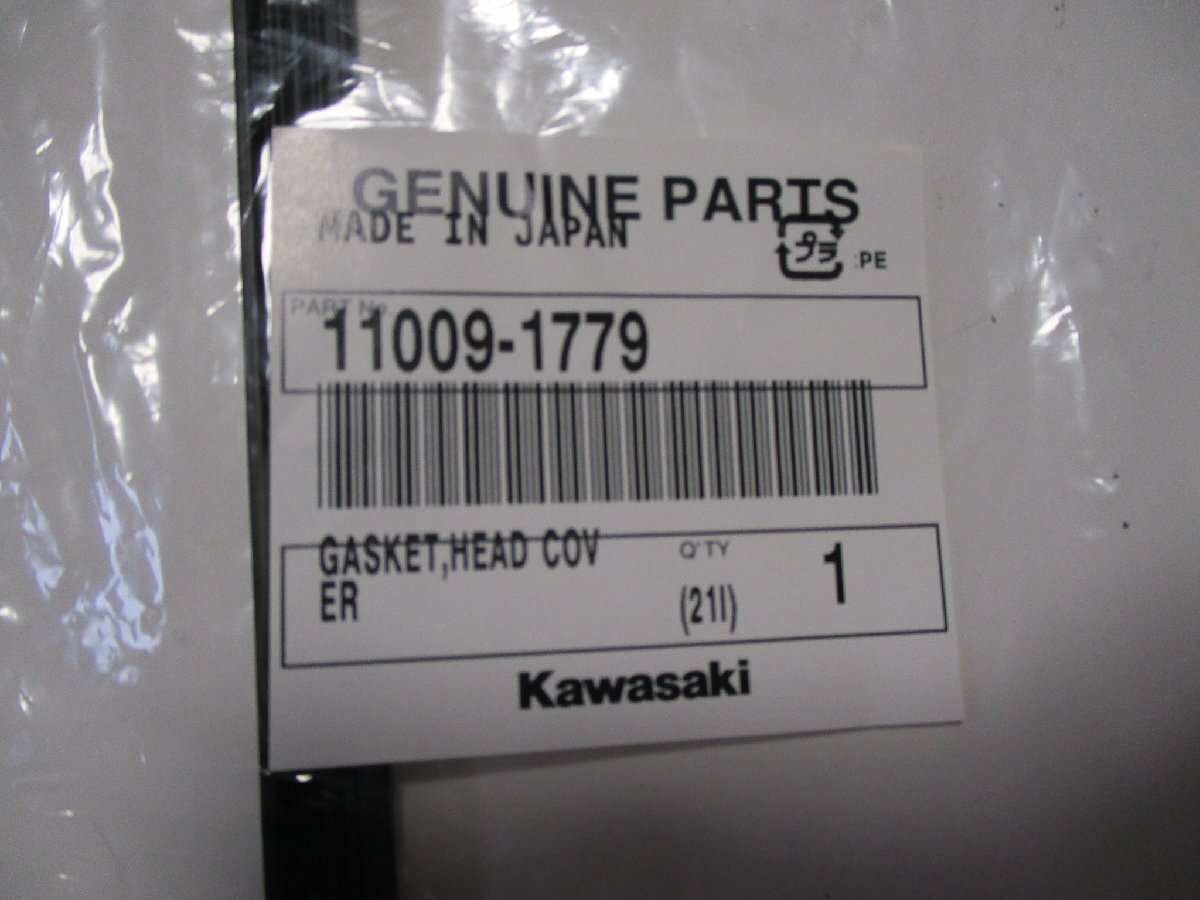 GENUINE PARTS
MADE IN JAPAN
プラ :PE
PART No.
11009-1779
GASKET,HEAD COV
ER
Q'TY
(21I)
1
Kawasaki